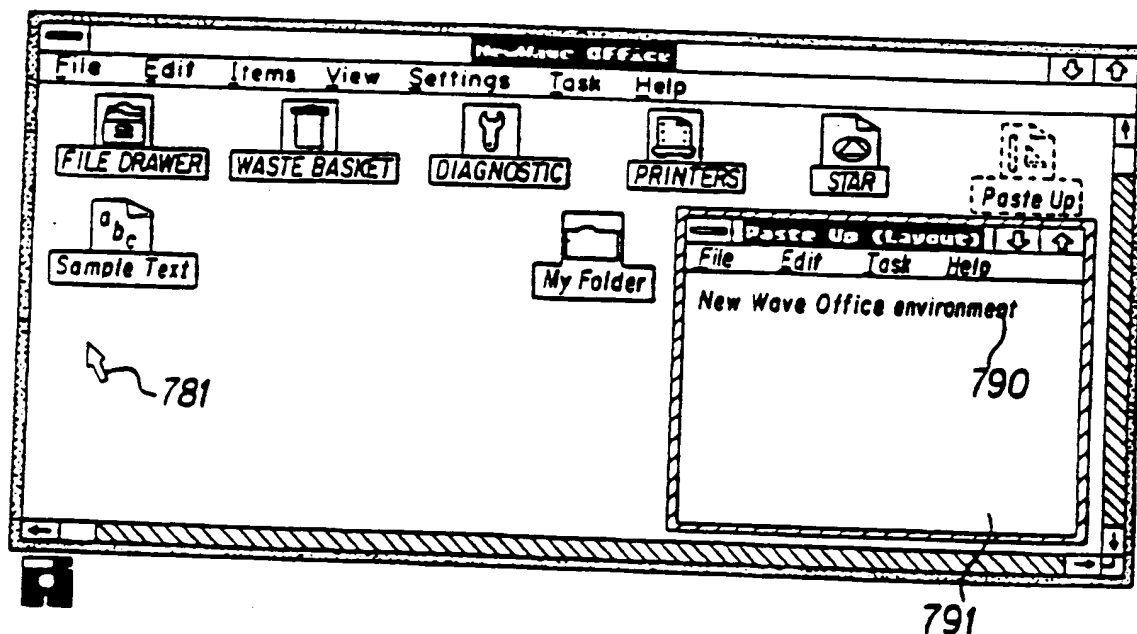 NewWave Office
File Edit Items View Settings Task Help
FILE DRAWER
WASTE BASKET
DIAGNOSTIC
PRINTERS
STAR
Paste Up
abc
Sample Text
My Folder
Paste Up (Layout)
File Edit Task Help
New Wave Office environment
790
781
791